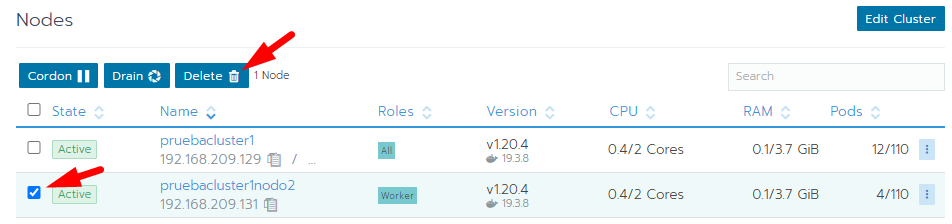 Nodes
Edit Cluster
Cordon Drain Delete 1 Node
Search
State Name Roles Version CPU RAM Pods
Active pruebacluster1 All v1.20.4 0.4/2 Cores 0.1/3.7 GiB 12/110
192.168.209.129 / ... 19.3.8
Active pruebacluster1nodo2 Worker v1.20.4 0.4/2 Cores 0.1/3.7 GiB 4/110
192.168.209.131 19.3.8